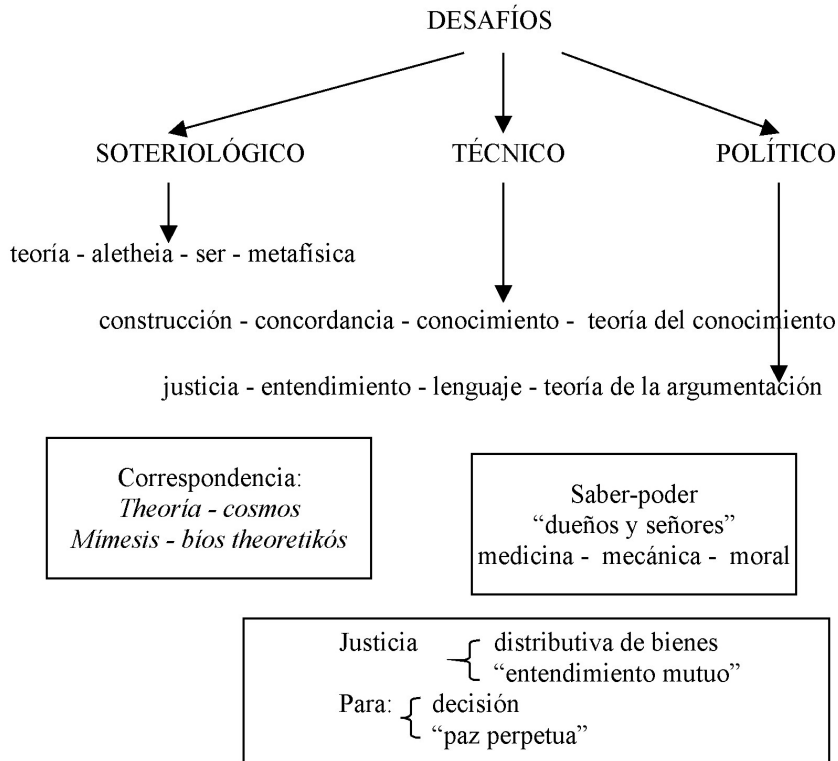 DESAFÍOS
SOTERIOLÓGICO TÉCNICO POLÍTICO
teoría - aletheia - ser - metafísica
construcción - concordancia - conocimiento - teoría del conocimiento
justicia - entendimiento - lenguaje - teoría de la argumentación
Correspondencia:
Theoría - cosmos
Mímesis - bíos theoretikós
Saber-poder
“dueños y señores”
medicina - mecánica - moral
Justicia distributiva de bienes
“entendimiento mutuo”
Para: decisión
“paz perpetua”